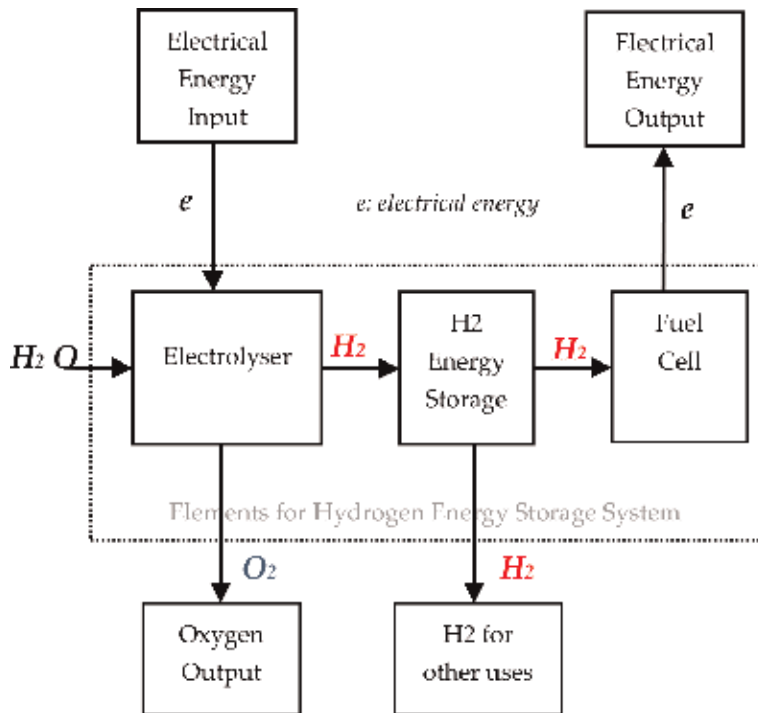 Electrical
Energy
Input
Electrical
Energy
Output
e
e: electrical energy
e
H2 O
Electrolyser
H2
H2
Energy
Storage
H2
Fuel
Cell
Elements for Hydrogen Energy Storage System
O2
H2
Oxygen
Output
H2 for
other uses